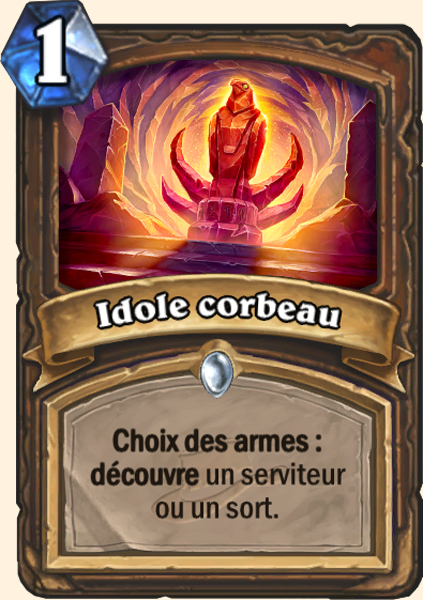 1
Idole corbeau
Choix des armes :
découvre un serviteur
ou un sort.